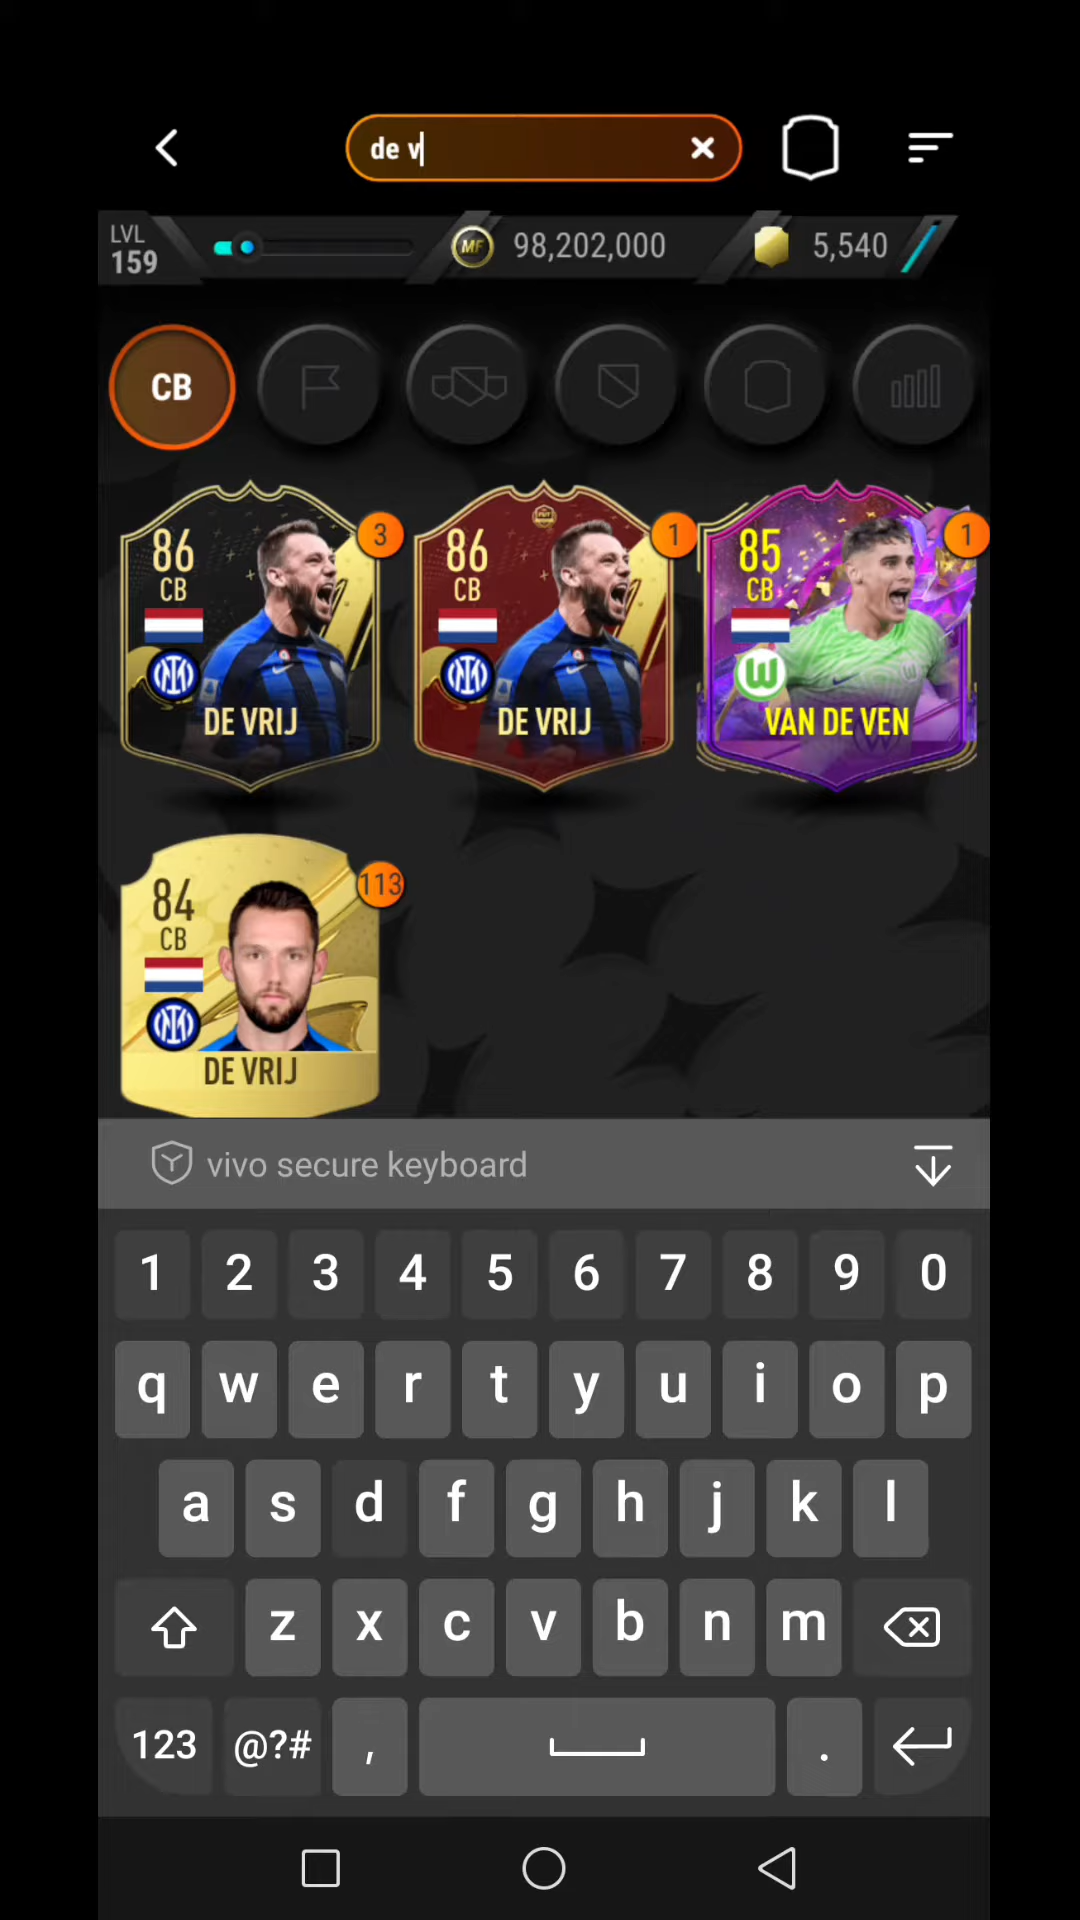 de v
LVL
159
MF
98,202,000
5,540
CB
86
CB
3
DE VRIJ
86
CB
1
DE VRIJ
85
CB
1
VAN DE VEN
84
CB
113
DE VRIJ
vivo secure keyboard
1 2 3 4 5 6 7 8 9 0
q w e r t y u i o p
a s d f g h j k l
z x c v b n m
123 @?# , .